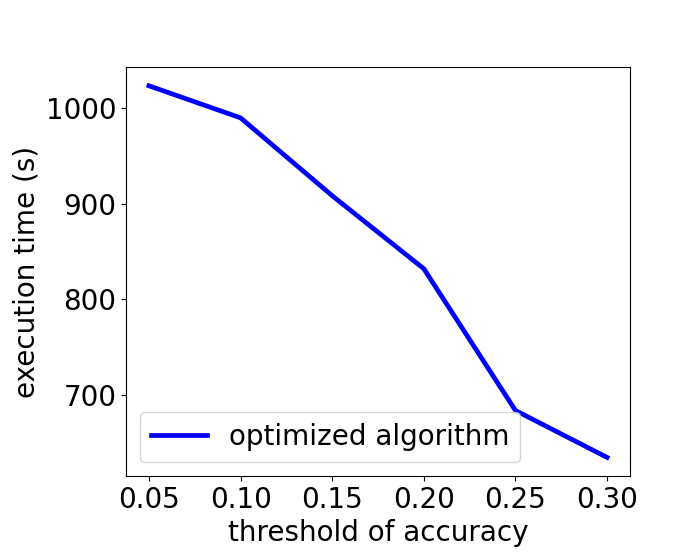 execution time (s)
1000
900
800
700
optimized algorithm
0.05 0.10 0.15 0.20 0.25 0.30
threshold of accuracy